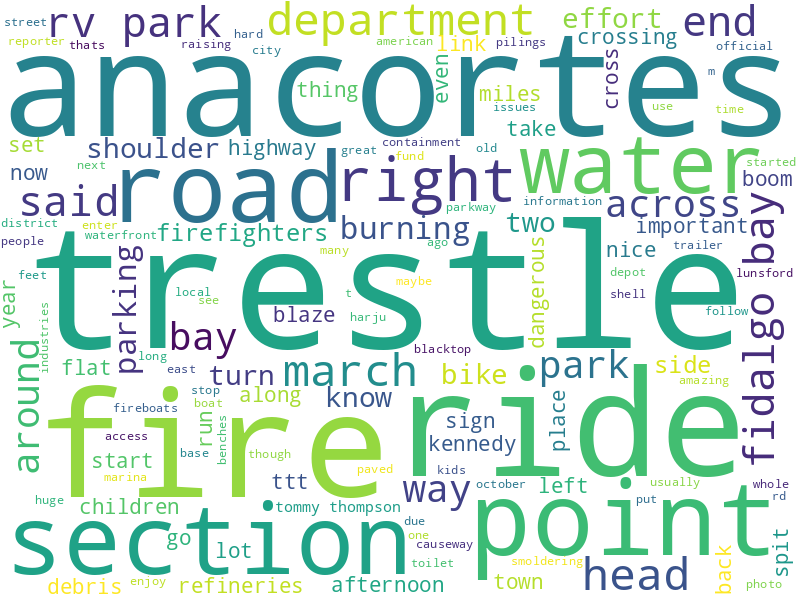 street rv park hard department effort end
reporter thats raising city american link pilings crossing official
anacortes
thing even miles cross m
issues use time
set shoulder highway containment take
now next great fund old water started
road right boom
district said enter parkway information across
people waterfront firefighters burning two important
feet parking many ago dangerous nice trailer
year local see maybe depot lunsford
trestle
industries blaze t shell fidalgo bay
long bay harju follow
around flat east turn blacktop march park side
stop along know bike amazing
fireboats boat sign place
run benches
access fire kennedy ride
start base though
marina ttt paved kids usually whole
huge children way october left put rd
tommy thompson
section go lot due point spit
one causeway
toilet smoldering back
debris enjoy refineries afternoon town head photo